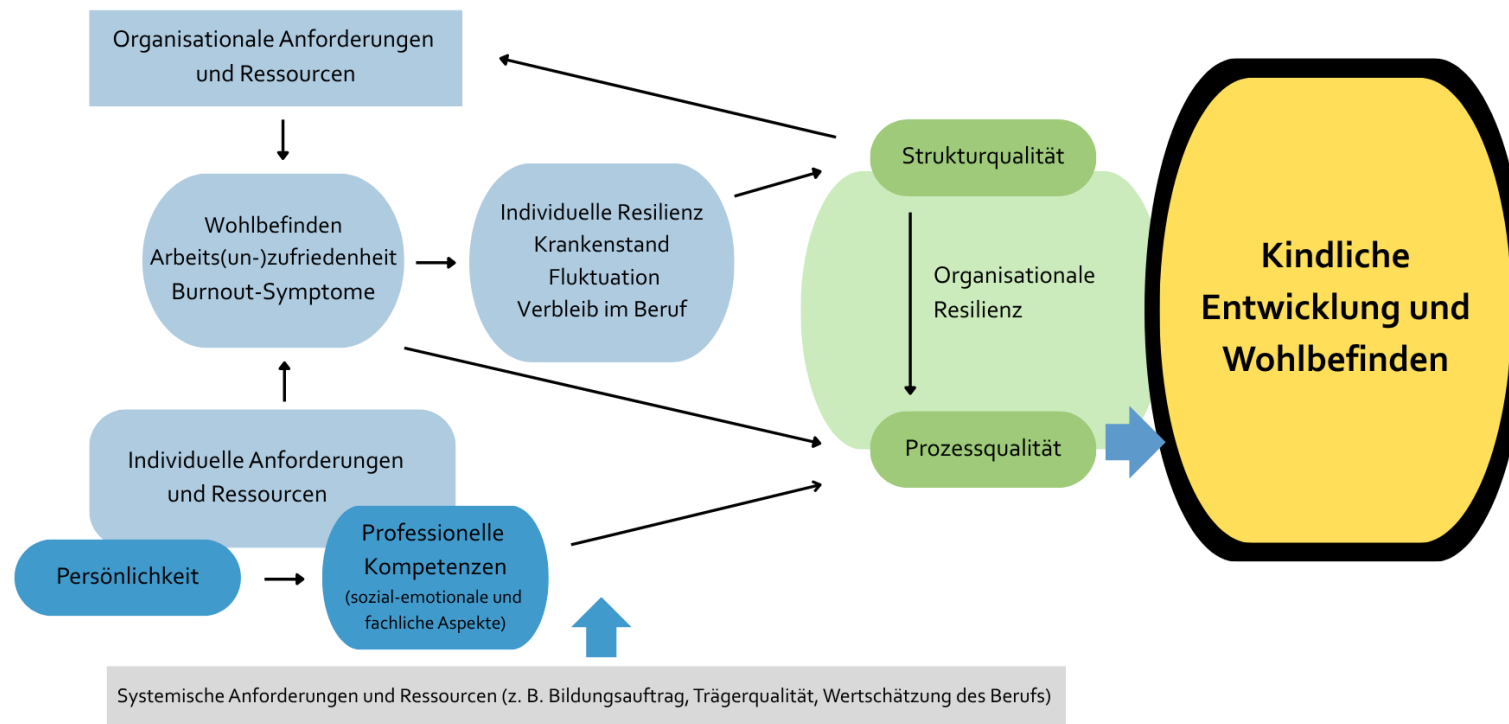 Organisationale Anforderungen
und Ressourcen
Wohlbefinden
Arbeits(un-)zufriedenheit
Burnout-Symptome
Individuelle Resilienz
Krankenstand
Fluktuation
Verbleib im Beruf
Individuelle Anforderungen
und Ressourcen
Persönlichkeit
Professionelle
Kompetenzen
(sozial-emotionale und
fachliche Aspekte)
Strukturqualität
Organisationale
Resilienz
Prozessqualität
Kindliche
Entwicklung und
Wohlbefinden
Systemische Anforderungen und Ressourcen (z. B. Bildungsauftrag, Trägerqualität, Wertschätzung des Berufs)